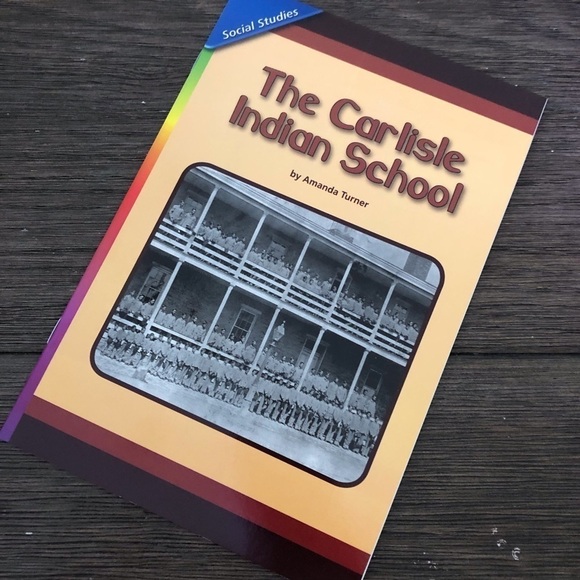 Social Studies
The Carlisle
Indian School
by Amanda Turner